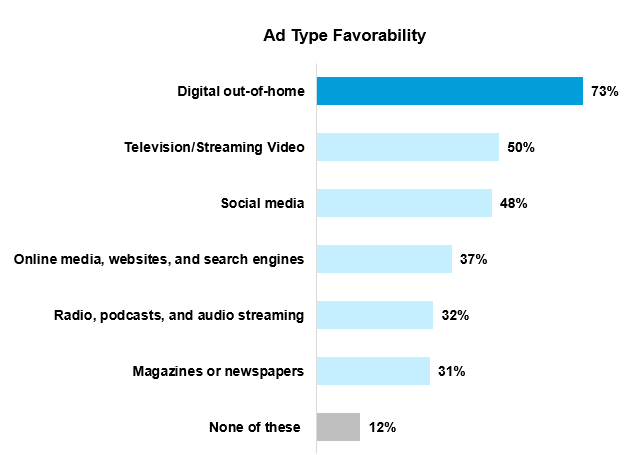 Ad Type Favorability
Digital out-of-home 73%
Television/Streaming Video 50%
Social media 48%
Online media, websites, and search engines 37%
Radio, podcasts, and audio streaming 32%
Magazines or newspapers 31%
None of these 12%